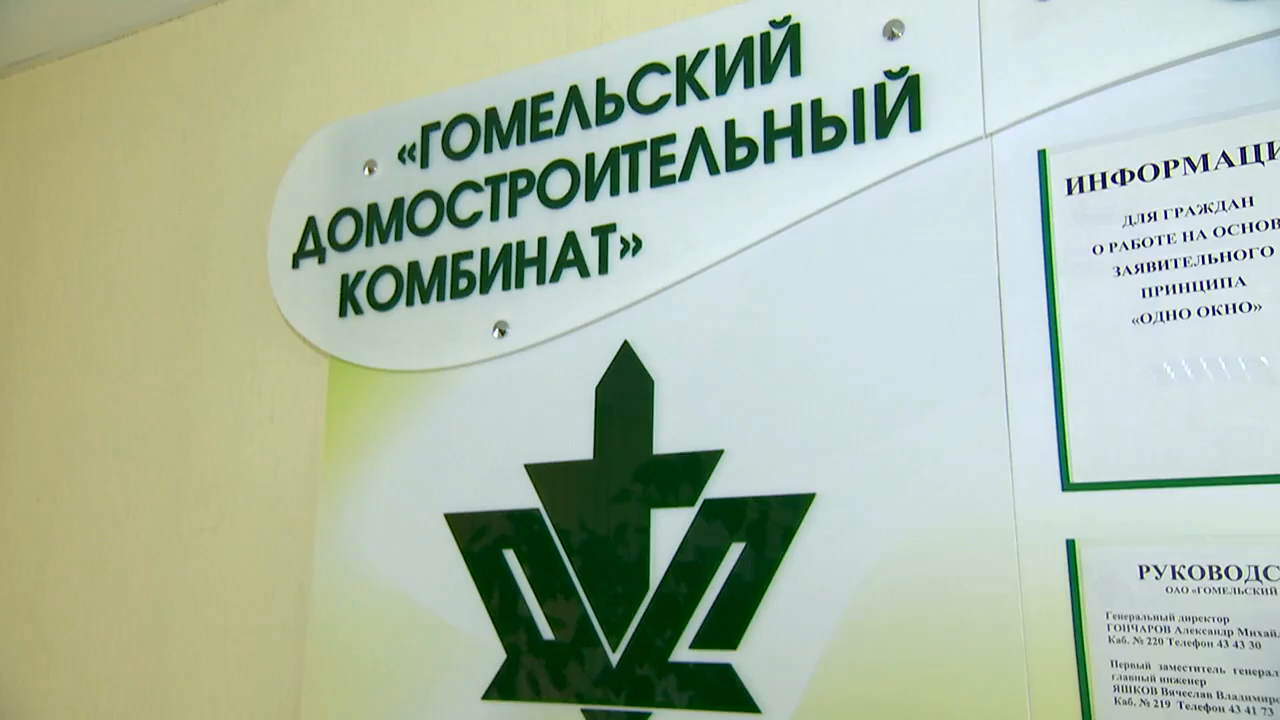 «ГОМЕЛЬСКИЙ
ДОМОСТРОИТЕЛЬНЫЙ
КОМБИНАТ»
ИНФОРМАЦИ
ДЛЯ ГРАЖДАН
О РАБОТЕ НА ОСНОВ
ЗАЯВИТЕЛЬНОГО
ПРИНЦИПА
«ОДНО ОКНО»
РУКОВОДС
ОАО «ГОМЕЛЬСКИЙ
Генеральный директор
ГОНЧАРОВ Александр Михай
Каб. № 220 Телефон 43 43 30
Первый заместитель генерал
главный инженер
ЯШКОВ Вячеслав Владимир
Каб. № 219 Телефон 43 41 73